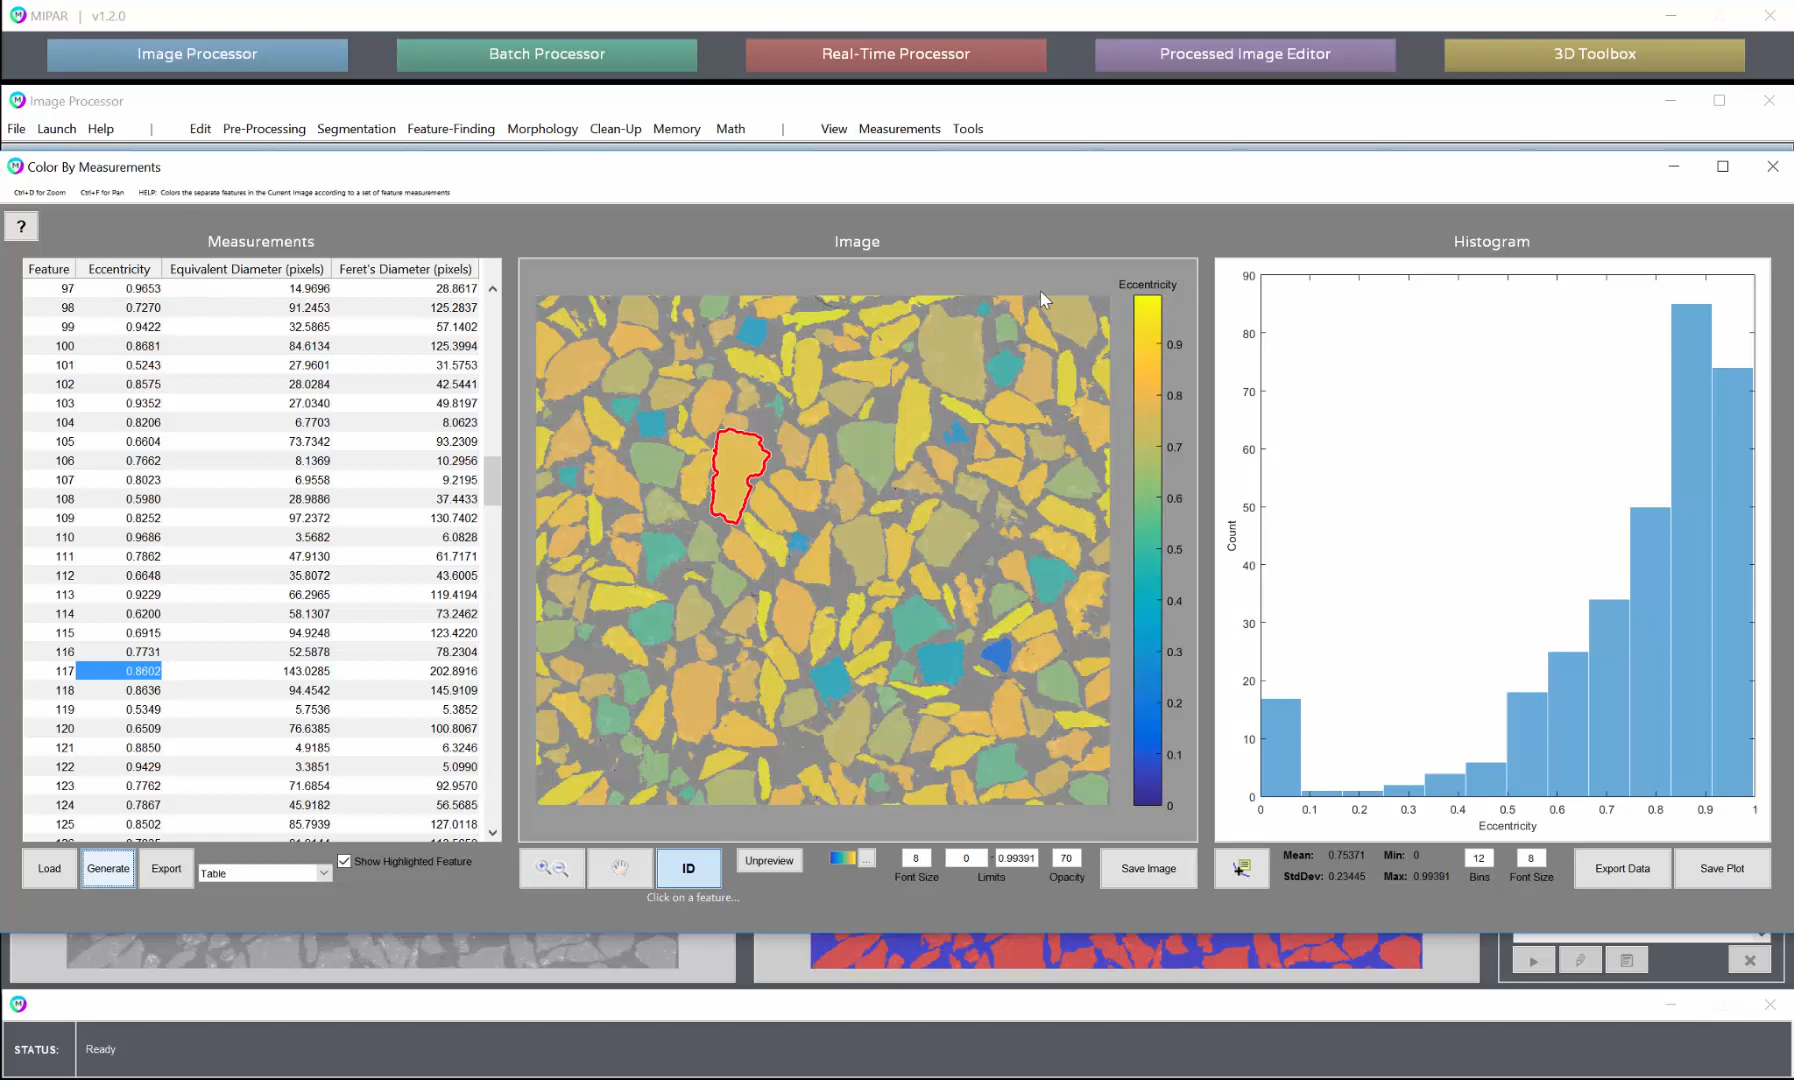 MIPAR | v1.2.0
Image Processor
Batch Processor
Real-Time Processor
Processed Image Editor
3D Toolbox
Image Processor
File Launch Help | Edit Pre-Processing Segmentation Feature-Finding Morphology Clean-Up Memory Math | View Measurements Tools
Color By Measurements
Ctrl+D for Zoom Ctrl+F for Pan HELP: Colors the separate features in the Current Image according to a set of feature measurements
?
Measurements
Feature Eccentricity Equivalent Diameter (pixels) Feret's Diameter (pixels)
97 0.9653 14.9696 28.8617
98 0.7270 91.2453 125.2837
99 0.9422 32.5865 57.1402
100 0.8681 84.6134 125.3994
101 0.5243 27.9601 31.5753
102 0.8575 28.0284 42.5441
103 0.9352 27.0340 49.8197
104 0.8206 6.7703 8.0623
105 0.6604 73.7342 93.2309
106 0.7662 8.1369 10.2956
107 0.8023 6.9558 9.2195
108 0.5980 28.9886 37.4433
109 0.8252 97.2372 130.7402
110 0.9686 3.5682 6.0828
111 0.7862 47.9130 61.7171
112 0.6648 35.8072 43.6005
113 0.9229 66.2965 119.4194
114 0.6200 58.1307 73.2462
115 0.6915 94.9248 123.4220
116 0.7731 52.5878 78.2304
117 0.8602 143.0285 202.8916
118 0.8636 94.4542 145.9109
119 0.5349 5.7536 5.3852
120 0.6509 76.6385 100.8067
121 0.8850 4.9185 6.3246
122 0.9429 3.3851 5.0990
123 0.7762 71.6854 92.9570
124 0.7867 45.9182 56.5685
125 0.8502 85.7939 127.0118
Load
Generate
Export
Table
Show Highlighted Feature
Image
Eccentricity
0.9
0.8
0.7
0.6
0.5
0.4
0.3
0.2
0.1
0
ID
Click on a feature...
Unpreview
...
8
Font Size
0 - 0.99391
Limits
70
Opacity
Save Image
Histogram
90
80
70
60
50
40
30
20
10
0
Count
0 0.1 0.2 0.3 0.4 0.5 0.6 0.7 0.8 0.9 1
Eccentricity
Mean: 0.75371 Min: 0
StdDev: 0.23445 Max: 0.99391
12
Bins
8
Font Size
Export Data
Save Plot
STATUS: Ready